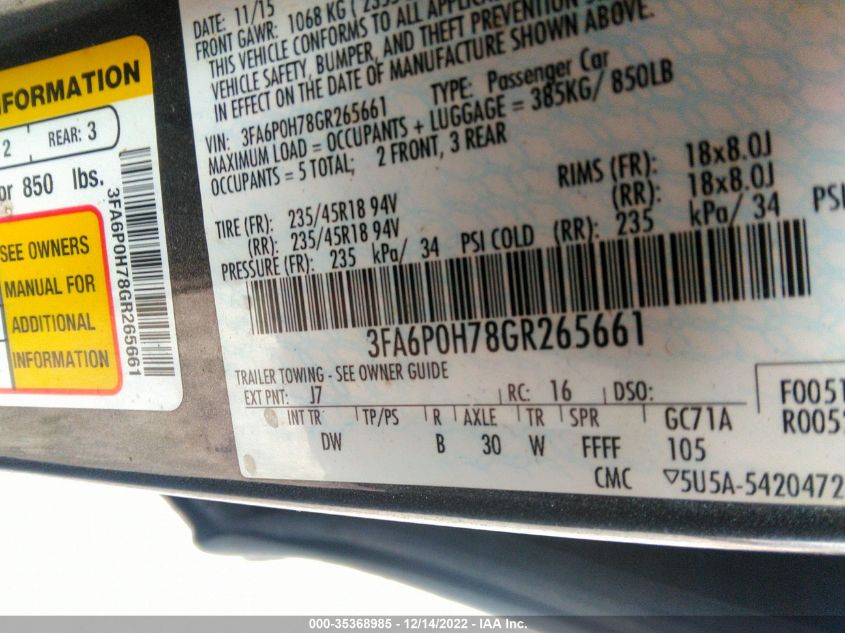 DATE: 11/15
FRONT GAWR: 1068 KG
THIS VEHICLE CONFORMS TO ALL
VEHICLE SAFETY, BUMPER, AND THEFT PREVENTION
IN EFFECT ON THE DATE OF MANUFACTURE SHOWN ABOVE.
VIN: 3FA6P0H78GR265661 TYPE: Passenger Car
MAXIMUM LOAD = OCCUPANTS + LUGGAGE = 385KG/ 850LB
OCCUPANTS = 5 TOTAL; 2 FRONT, 3 REAR
RIMS (FR): 18x8.0J
TIRE (FR): 235/45R18 94V (RR): 18x8.0J
(RR): 235/45R18 94V
PRESSURE (FR): 235 kPa/ 34 PSI COLD (RR): 235 kPa/ 34 PSI
3FA6P0H78GR265661
TRAILER TOWING - SEE OWNER GUIDE
EXT PNT: J7 RC: 16 DSO:
INT TR TP/PS R AXLE TR SPR GC71A
DW B 30 W FFFF 105
CMC ▽5U5A-5420472
F0051
R005
NFORMATION
2 REAR: 3
or 850 lbs.
SEE OWNERS
MANUAL FOR
ADDITIONAL
INFORMATION
3FA6P0H78GR265661
000-35368985 - 12/14/2022 - IAA Inc.